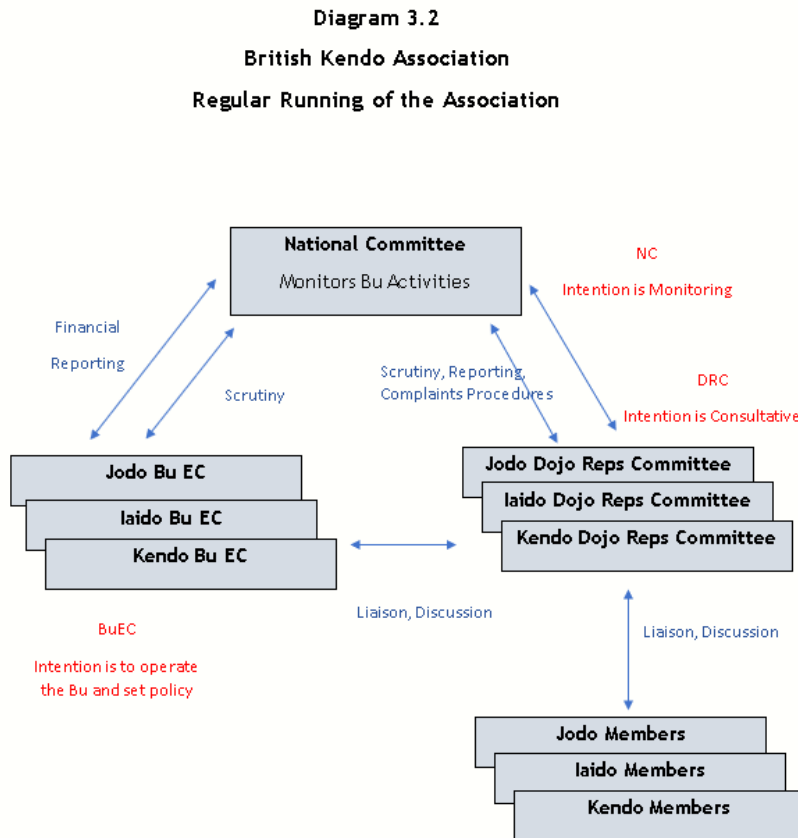 Diagram 3.2
British Kendo Association
Regular Running of the Association
National Committee
Monitors Bu Activities
NC
Intention is Monitoring
Financial
Reporting
Scrutiny
Scrutiny, Reporting,
Complaints Procedures
DRC
Intention is Consultative
Jodo Bu EC
Iaido Bu EC
Kendo Bu EC
Jodo Dojo Reps Committee
Iaido Dojo Reps Committee
Kendo Dojo Reps Committee
Liaison, Discussion
BuEC
Intention is to operate
the Bu and set policy
Liaison, Discussion
Jodo Members
Iaido Members
Kendo Members